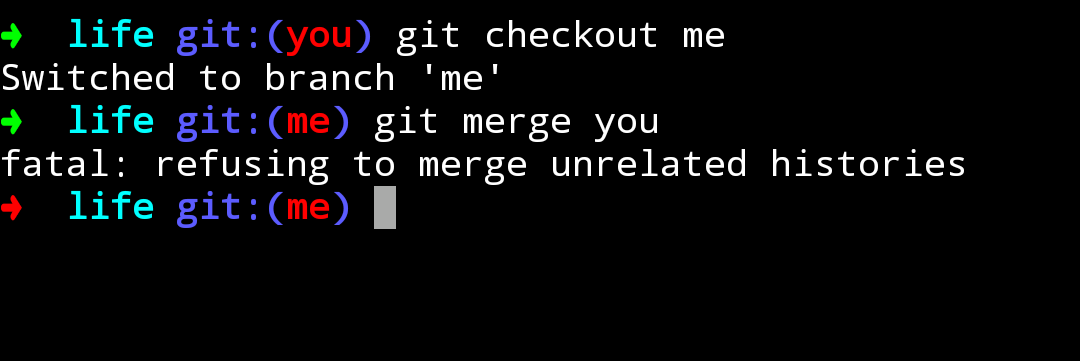 ➜  life git:(you) git checkout me
Switched to branch 'me'
➜  life git:(me) git merge you
fatal: refusing to merge unrelated histories
➜  life git:(me)